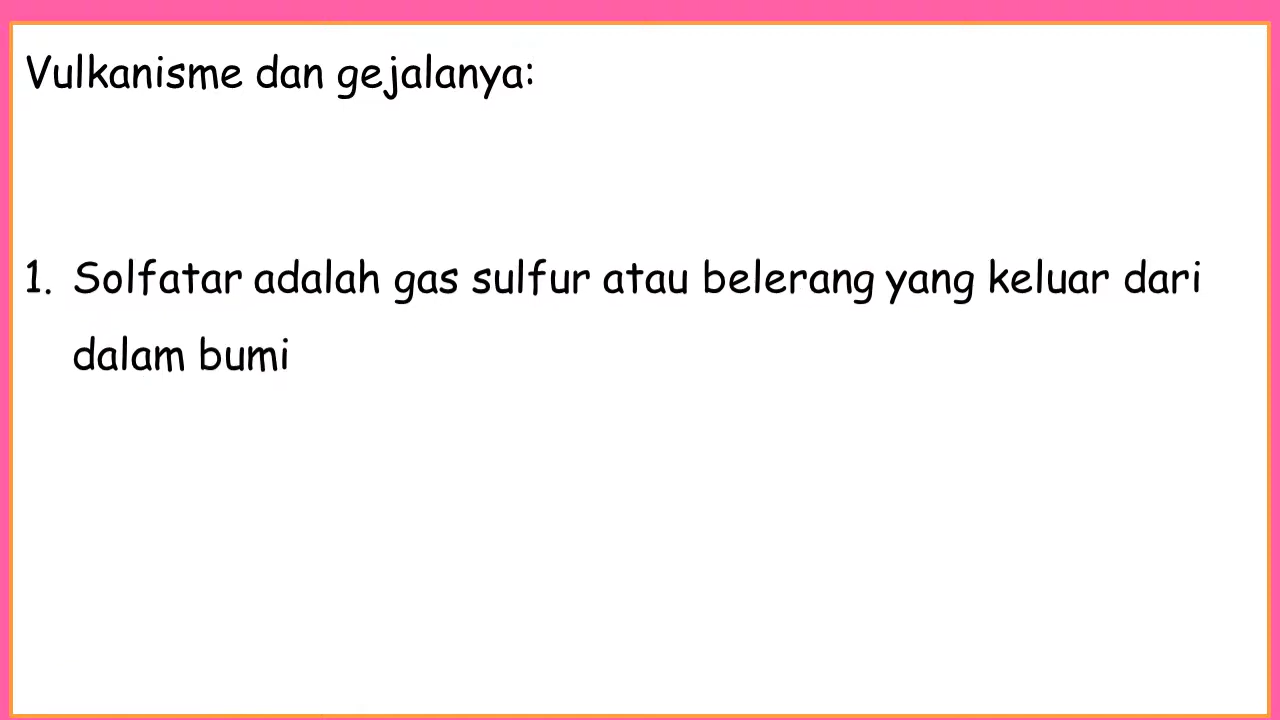 Vulkanisme dan gejalanya:
1. Solfatar adalah gas sulfur atau belerang yang keluar dari
dalam bumi